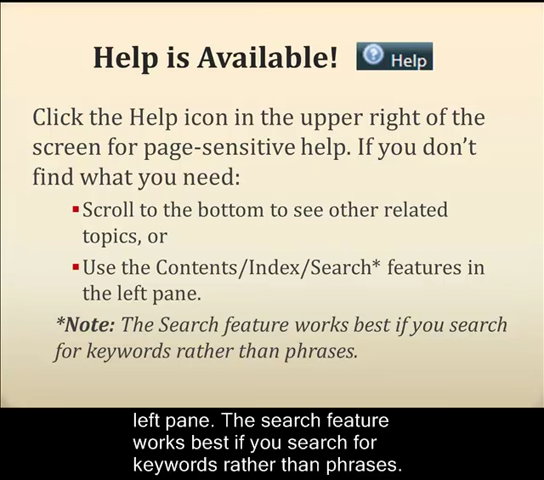 Help is Available!
Help
Click the Help icon in the upper right of the
screen for page-sensitive help. If you don't
find what you need:
▪Scroll to the bottom to see other related
topics, or
▪Use the Contents/Index/Search* features in
the left pane.
*Note: The Search feature works best if you search
for keywords rather than phrases.
left pane. The search feature
works best if you search for
keywords rather than phrases.